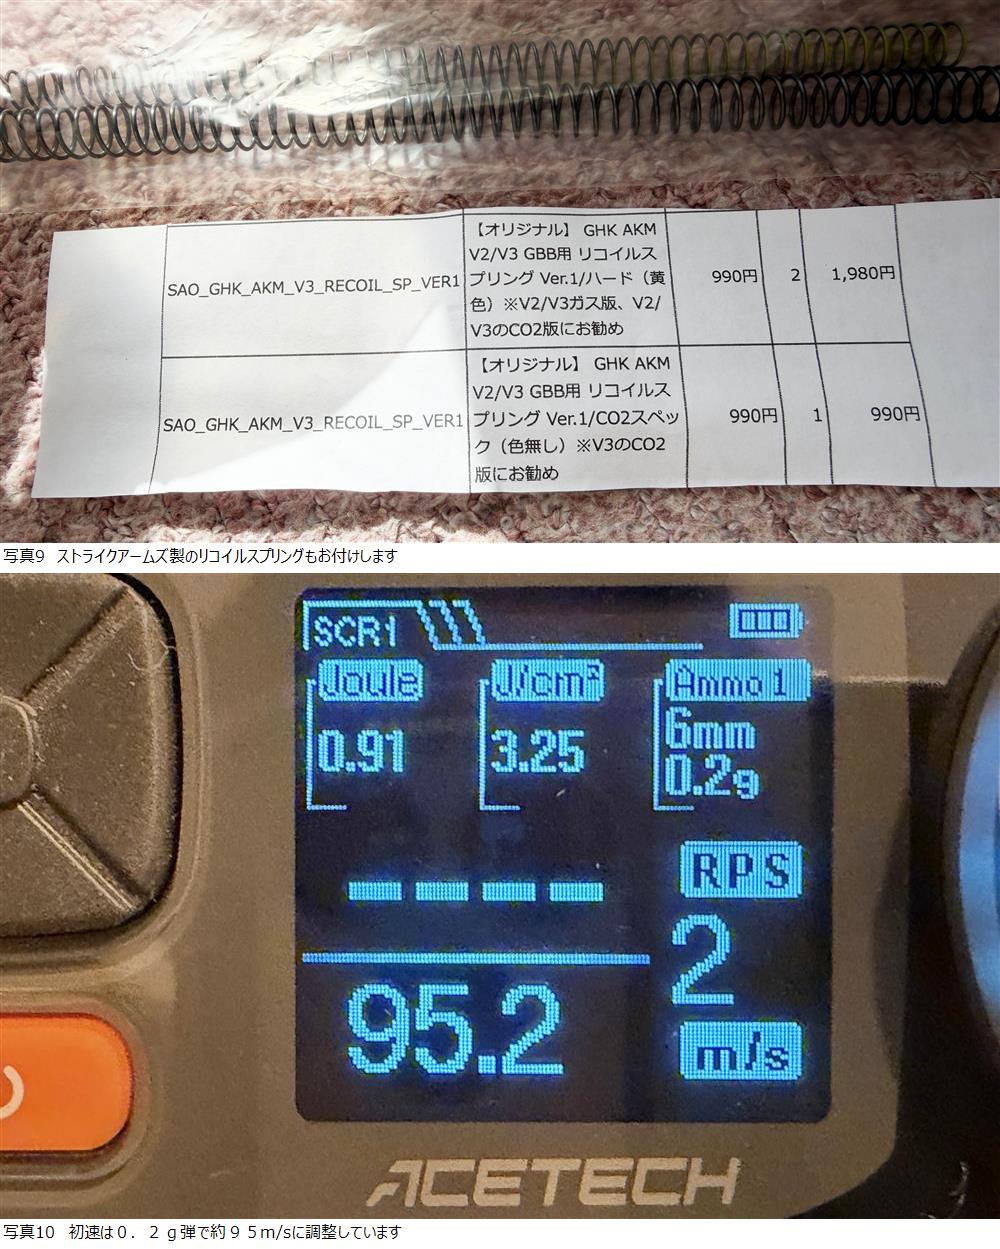 SAO_GHK_AKM_V3_RECOIL_SP_VER1
【オリジナル】 GHK AKM
V2/V3 GBB用 リコイルス
プリング Ver.1/ハード（黄
色）※V2/V3ガス版、V2/
V3のCO2版にお勧め
990円
2
1,980円
SAO_GHK_AKM_V3_RECOIL_SP_VER1
【オリジナル】 GHK AKM
V2/V3 GBB用 リコイルス
プリング Ver.1/CO2スペッ
ク（色無し）※V3のCO2
版にお勧め
990円
1
990円
写真9　ストライクアームズ製のリコイルスプリングもお付けします
SCR1
Joule
0.91
J/cm²
3.25
Ammo1
6mm
0.2g
----
RPS
2
95.2
m/s
ACETECH
写真10　初速は０．２ｇ弾で約９５m/sに調整しています